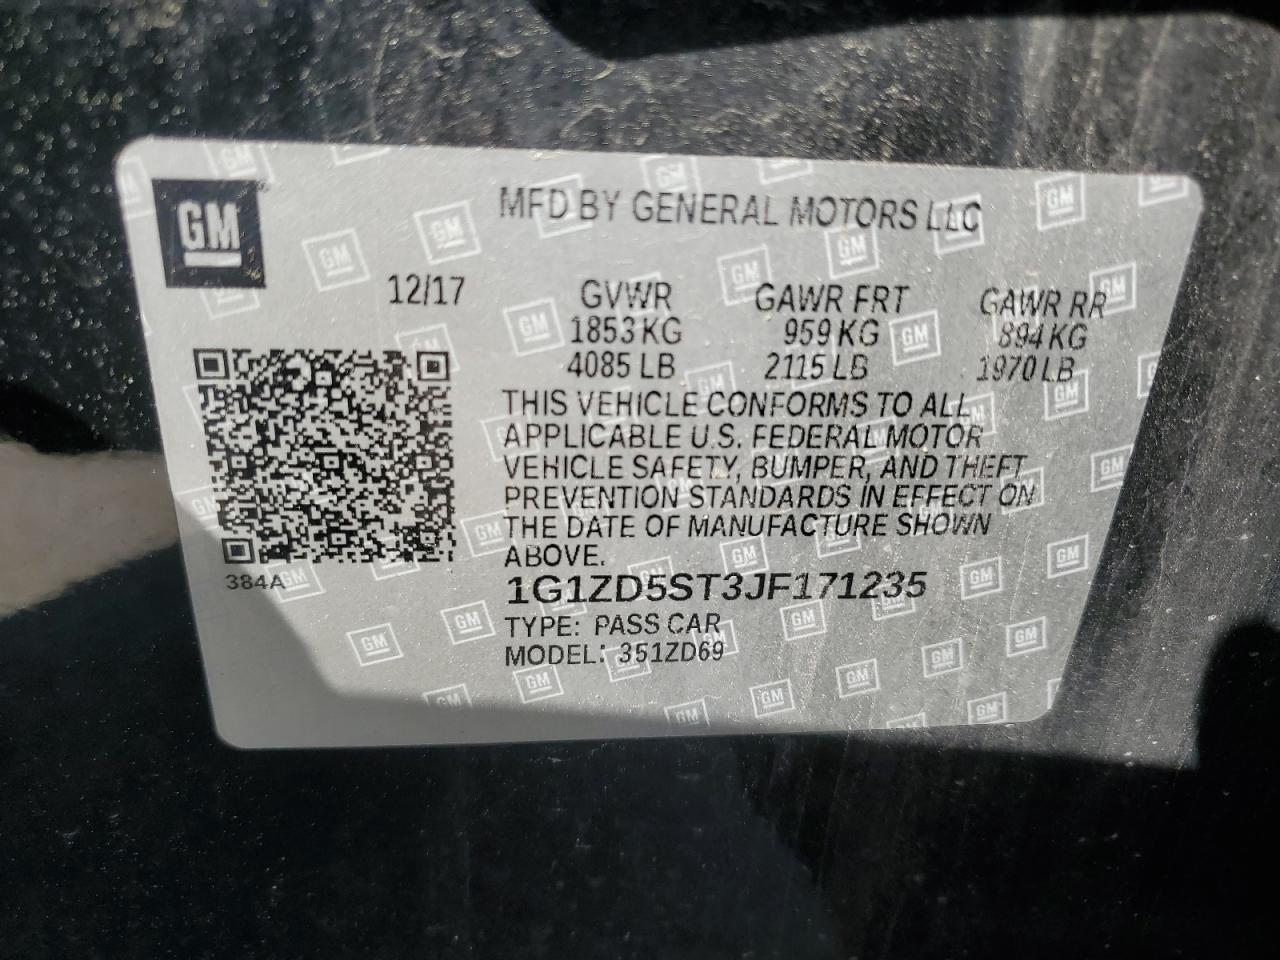 GM
MFD BY GENERAL MOTORS LLC
12/17
GVWR GAWR FRT GAWR RR
1853 KG 959 KG 894 KG
4085 LB 2115 LB 1970 LB
THIS VEHICLE CONFORMS TO ALL
APPLICABLE U.S. FEDERAL MOTOR
VEHICLE SAFETY, BUMPER, AND THEFT
PREVENTION STANDARDS IN EFFECT ON
THE DATE OF MANUFACTURE SHOWN
ABOVE.
384A
1G1ZD5ST3JF171235
TYPE: PASS CAR
MODEL: 351ZD69